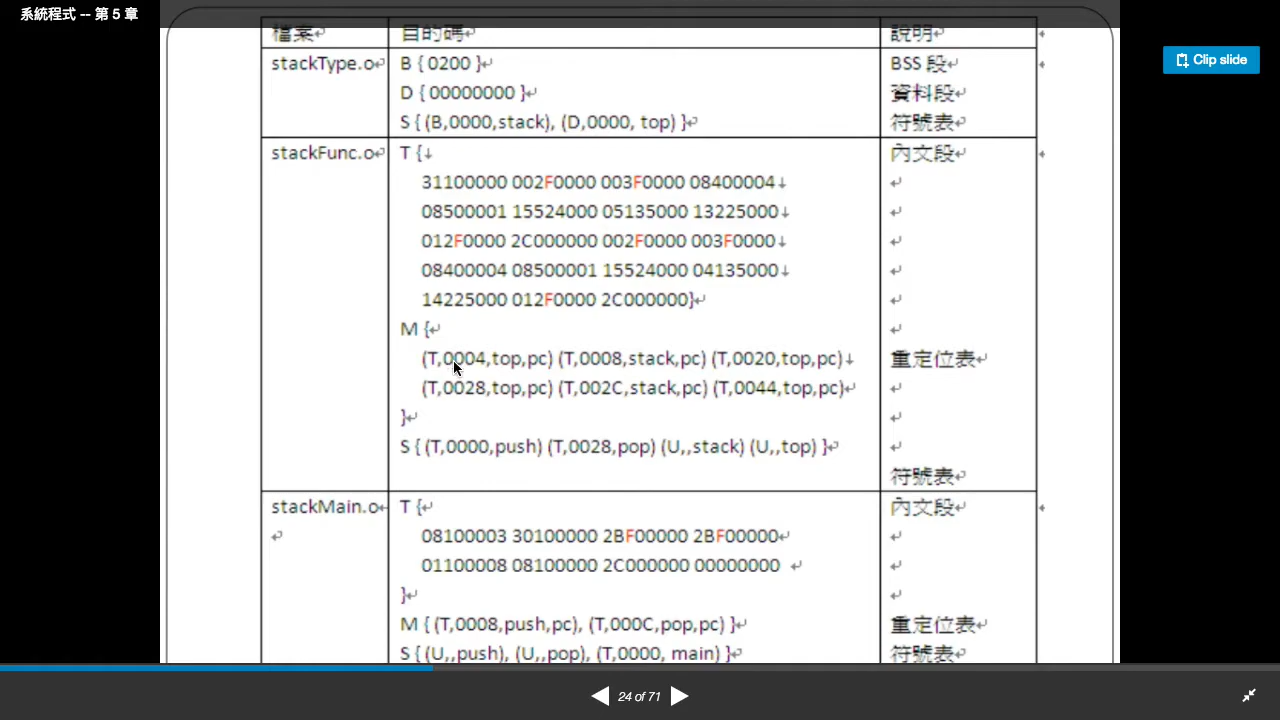 系統程式 -- 第 5 章
Clip slide
檔案 目的碼 說明
stackType.o B { 0200 } BSS 段
D { 00000000 } 資料段
S { (B,0000,stack), (D,0000, top) } 符號表
stackFunc.o T { 內文段
31100000 002F0000 003F0000 08400004
08500001 15524000 05135000 13225000
012F0000 2C000000 002F0000 003F0000
08400004 08500001 15524000 04135000
14225000 012F0000 2C000000}
M {
(T,0004,top,pc) (T,0008,stack,pc) (T,0020,top,pc) 重定位表
(T,0028,top,pc) (T,002C,stack,pc) (T,0044,top,pc)
}
S { (T,0000,push) (T,0028,pop) (U,,stack) (U,,top) }
符號表
stackMain.o T { 內文段
08100003 30100000 2BF00000 2BF00000
01100008 08100000 2C000000 00000000
}
M { (T,0008,push,pc), (T,000C,pop,pc) } 重定位表
S { (U,,push), (U,,pop), (T,0000, main) } 符號表
24 of 71